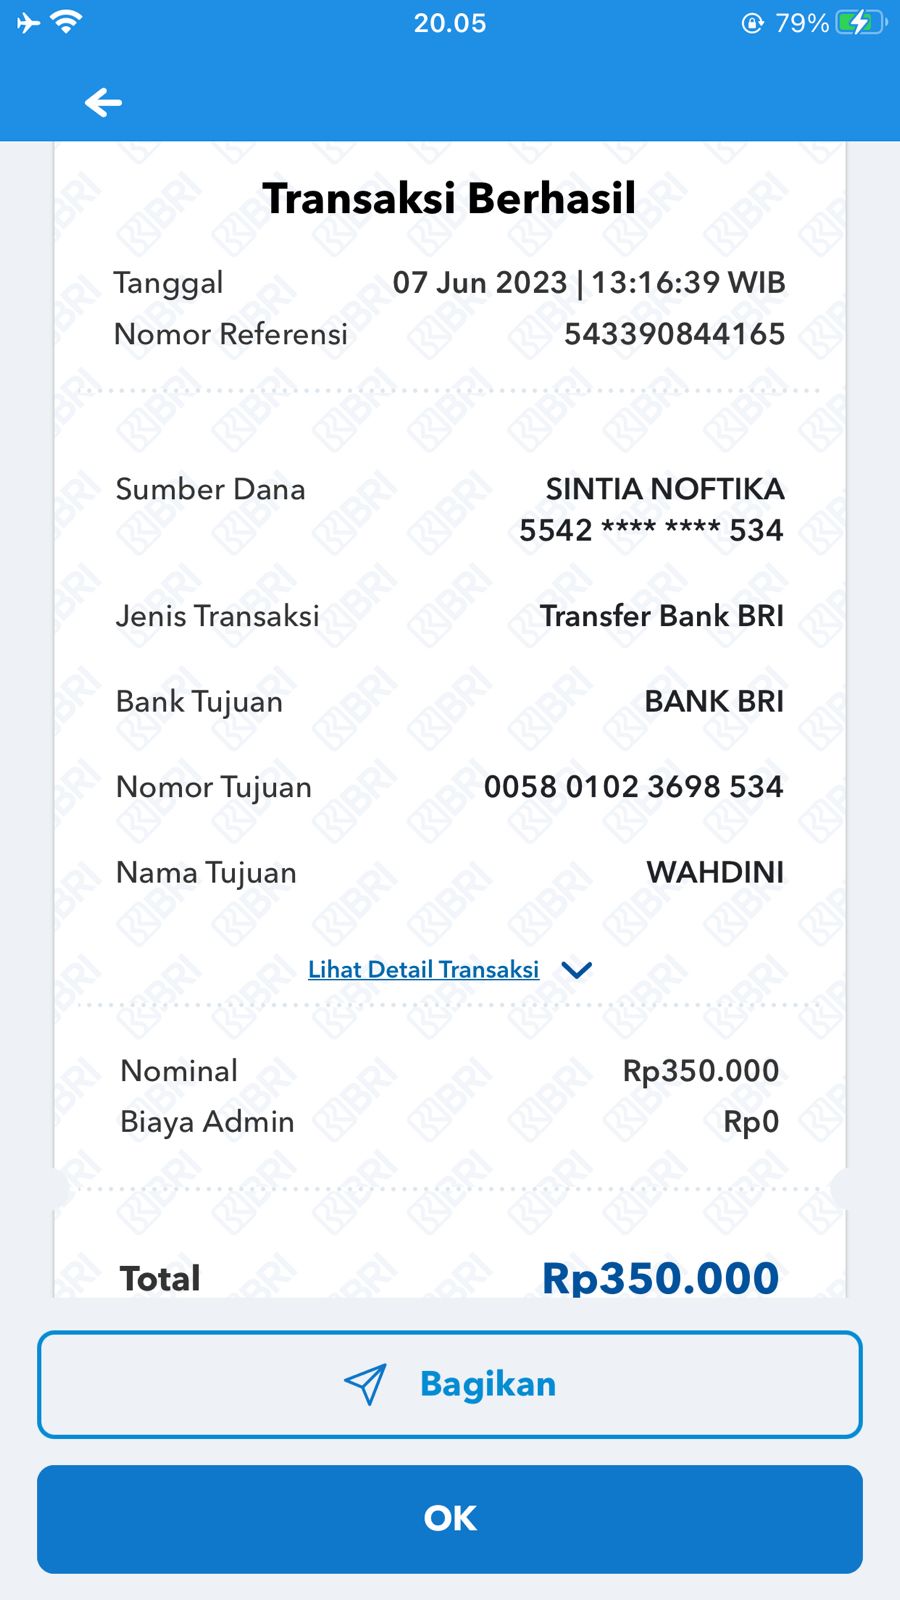 20.05
79%
Transaksi Berhasil
Tanggal 07 Jun 2023 | 13:16:39 WIB
Nomor Referensi 543390844165
Sumber Dana SINTIA NOFTIKA
5542 **** **** 534
Jenis Transaksi Transfer Bank BRI
Bank Tujuan BANK BRI
Nomor Tujuan 0058 0102 3698 534
Nama Tujuan WAHDINI
Lihat Detail Transaksi
Nominal Rp350.000
Biaya Admin Rp0
Total Rp350.000
Bagikan
OK